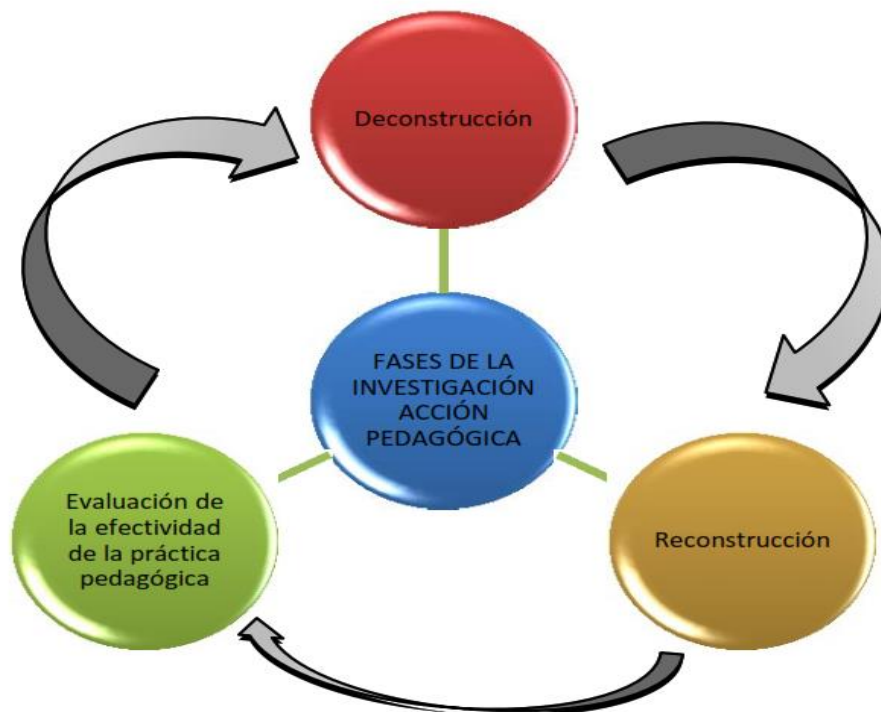 Deconstrucción
FASES DE LA
INVESTIGACIÓN
ACCIÓN
PEDAGÓGICA
Evaluación de
la efectividad
de la práctica
pedagógica
Reconstrucción